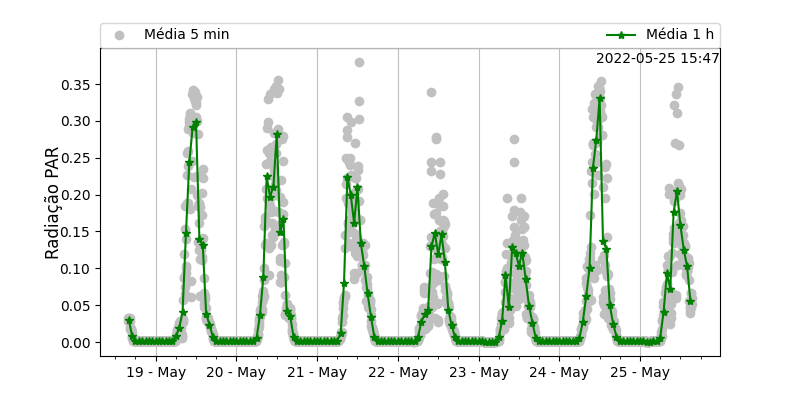 Média 5 min
Média 1 h
2022-05-25 15:47
Radiação PAR
0.35
0.30
0.25
0.20
0.15
0.10
0.05
0.00
19 - May
20 - May
21 - May
22 - May
23 - May
24 - May
25 - May